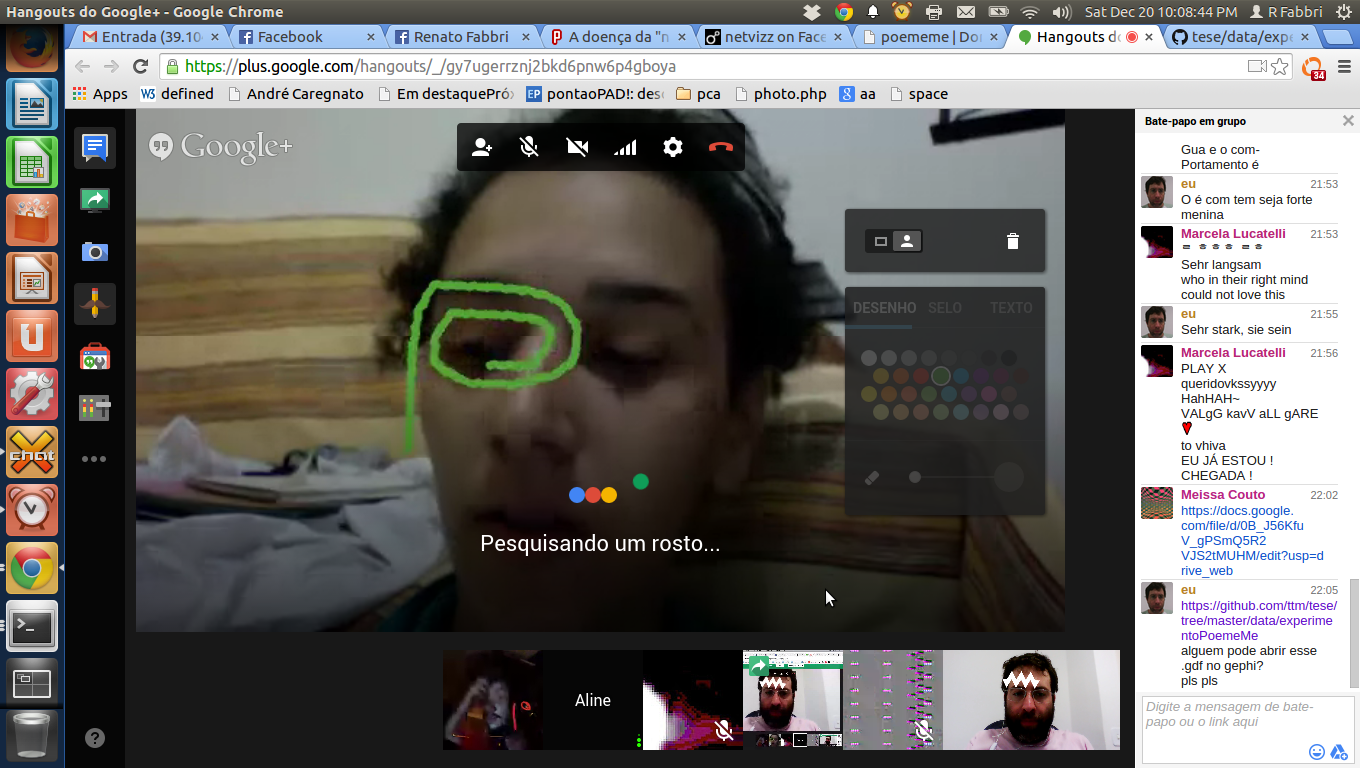 Hangouts do Google+ - Google Chrome
Sat Dec 20 10:08:44 PM
R Fabbri
Entrada (39.10
Facebook
Renato Fabbri
A doença da "n
netvizz on Face
poememe | Do
Hangouts do
tese/data/expe
https://plus.google.com/hangouts/_/gy7ugerrznj2bkd6pnw6p4gboya
34
Apps
W3
defined
André Caregnato
Em destaquePró
EP
pontaoPAD!: des
pca
photo.php
g
aa
space
Google+
DESENHO
SELO
TEXTO
Pesquisando um rosto...
Aline
chat
Bate-papo em grupo
Gua e o com-
Portamento é
eu
21:53
O é com tem seja forte
menina
Marcela Lucatelli
21:53
Sehr langsam
who in their right mind
could not love this
eu
21:55
Sehr stark, sie sein
Marcela Lucatelli
21:56
PLAY X
queridovkssyyyy
HahHAH~
VALgG kavV aLL gARE
to vhiva
EU JÁ ESTOU !
CHEGADA !
Meissa Couto
22:02
https://docs.google.
com/file/d/0B_J56Kfu
V_gPSmQ5R2
VJS2tMUHM/edit?usp=d
rive_web
eu
22:05
https://github.com/ttm/tese/
tree/master/data/experime
ntoPoemeMe
alguem pode abrir esse
.gdf no gephi?
pls pls
Digite a mensagem de bate-
papo ou o link aqui